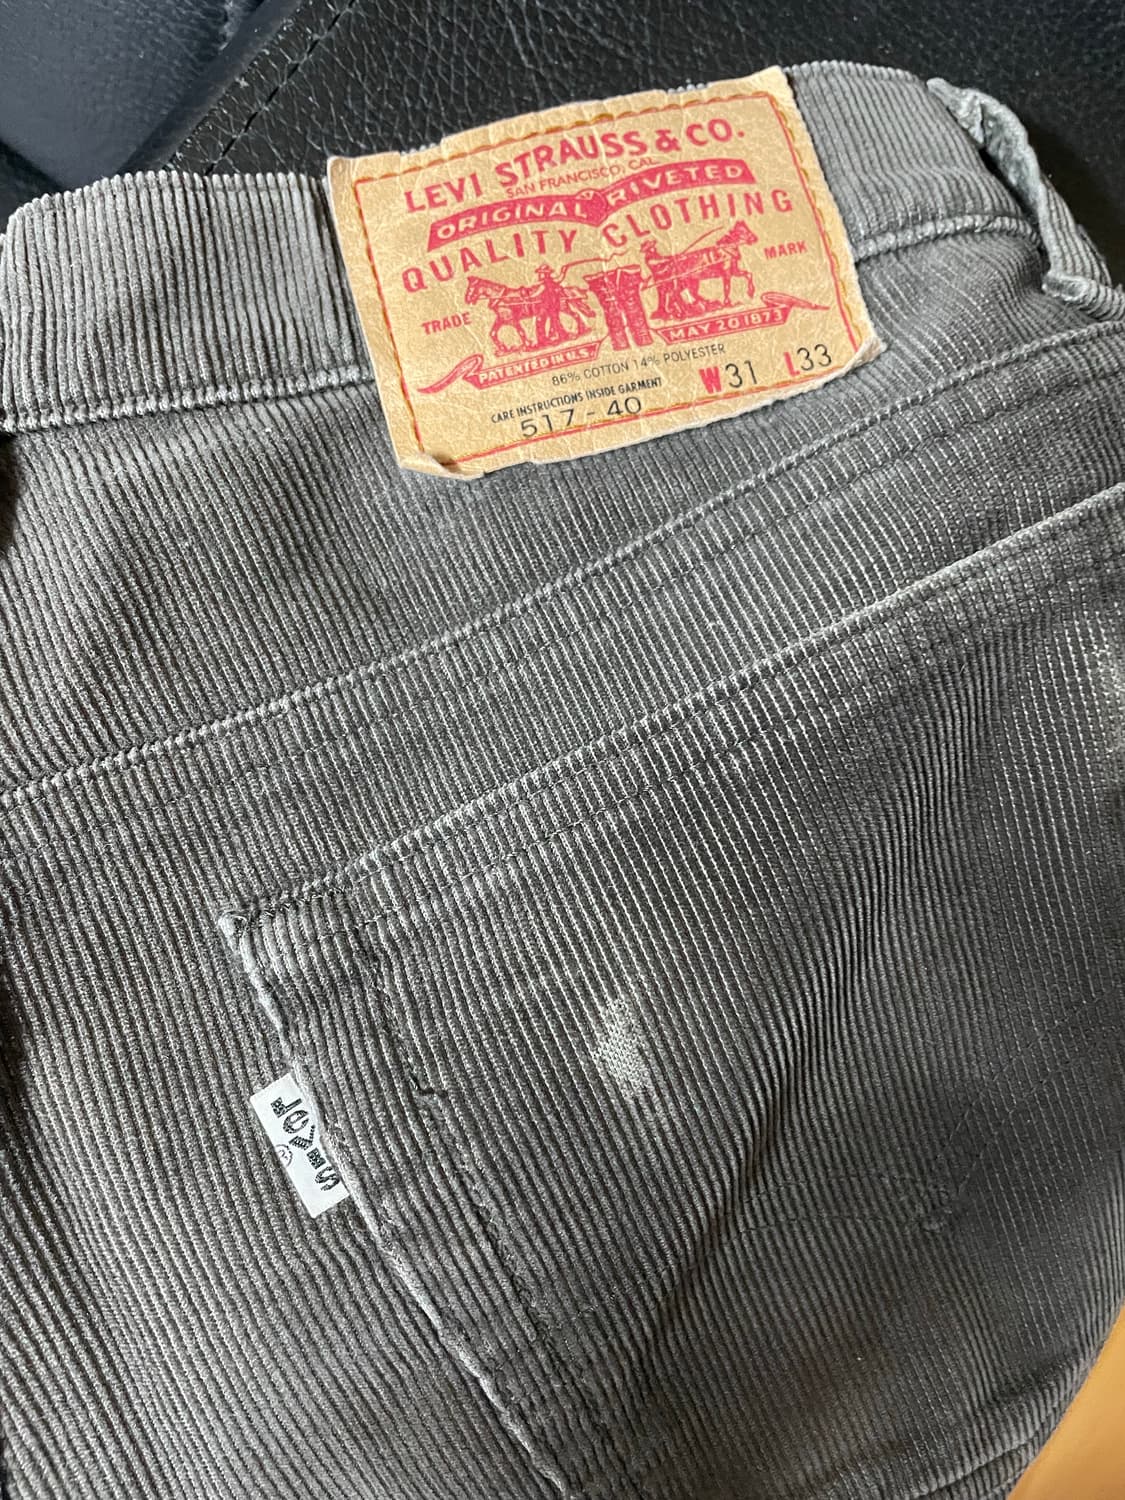 LEVI STRAUSS & CO.
SAN FRANCISCO, CAL.
ORIGINAL RIVETED
QUALITY CLOTHING
TRADE MARK
PATENTED IN U.S. MAY 20 1873
86% COTTON 14% POLYESTER
CARE INSTRUCTIONS INSIDE GARMENT
W31 L33
517-40
LEVI'S
®